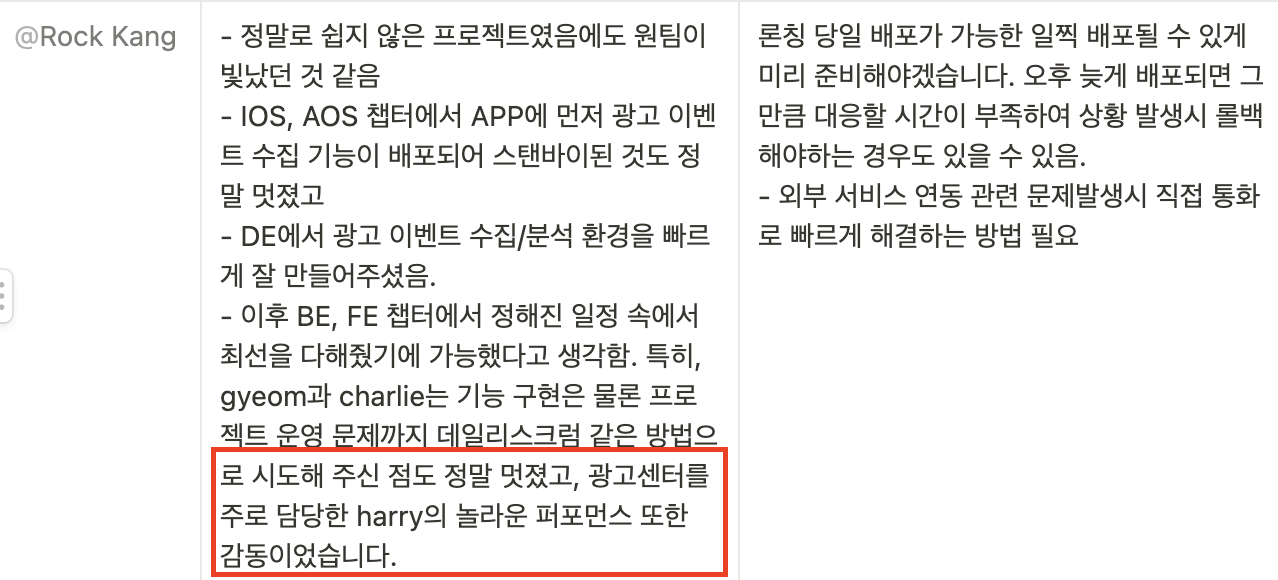 @Rock Kang
- 정말로 쉽지 않은 프로젝트였음에도 원팀이
빛났던 것 같음
- IOS, AOS 챕터에서 APP에 먼저 광고 이벤
트 수집 기능이 배포되어 스탠바이된 것도 정
말 멋졌고
- DE에서 광고 이벤트 수집/분석 환경을 빠르
게 잘 만들어주셨음.
- 이후 BE, FE 챕터에서 정해진 일정 속에서
최선을 다해줬기에 가능했다고 생각함. 특히,
gyeom과 charlie는 기능 구현은 물론 프로
젝트 운영 문제까지 데일리스크럼 같은 방법으
로 시도해 주신 점도 정말 멋졌고, 광고센터를
주로 담당한 harry의 놀라운 퍼포먼스 또한
감동이었습니다.
론칭 당일 배포가 가능한 일찍 배포될 수 있게
미리 준비해야겠습니다. 오후 늦게 배포되면 그
만큼 대응할 시간이 부족하여 상황 발생시 롤백
해야하는 경우도 있을 수 있음.
- 외부 서비스 연동 관련 문제발생시 직접 통화
로 빠르게 해결하는 방법 필요